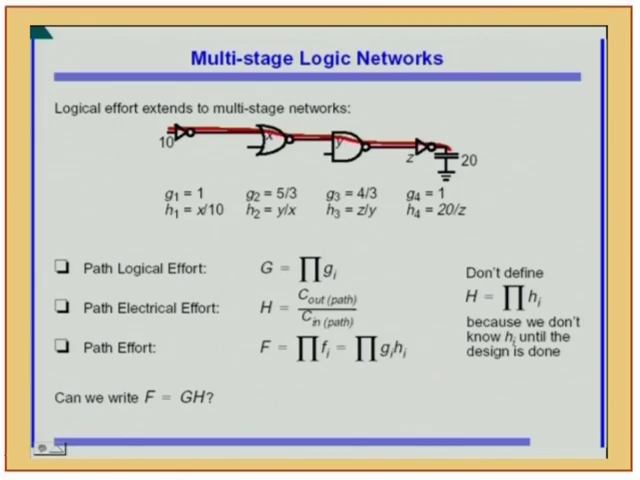 Multi-stage Logic Networks
Logical effort extends to multi-stage networks:
10 x y z 20
g1 = 1 g2 = 5/3 g3 = 4/3 g4 = 1
h1 = x/10 h2 = y/x h3 = z/y h4 = 20/z
Path Logical Effort: G = ∏gi
Path Electrical Effort: H = Cout (path) / Cin (path)
Path Effort: F = ∏fi = ∏gihi
Don't define
H = ∏hi
because we don't
know hi until the
design is done
Can we write F = GH?